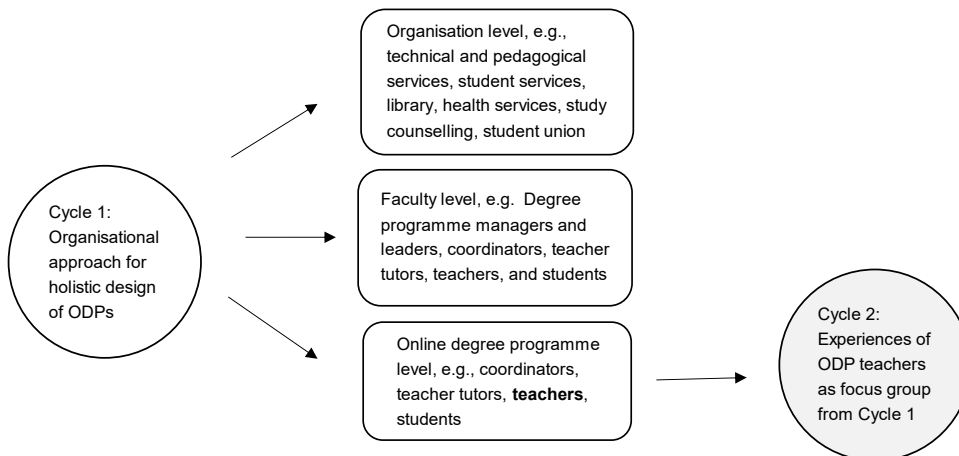 Organisation level, e.g.,
technical and pedagogical
services, student services,
library, health services, study
counselling, student union
Cycle 1:
Organisational
approach for
holistic design
of ODPs
Faculty level, e.g. Degree
programme managers and
leaders, coordinators, teacher
tutors, teachers, and students
Online degree programme
level, e.g., coordinators,
teacher tutors, teachers,
students
Cycle 2:
Experiences of
ODP teachers
as focus group
from Cycle 1